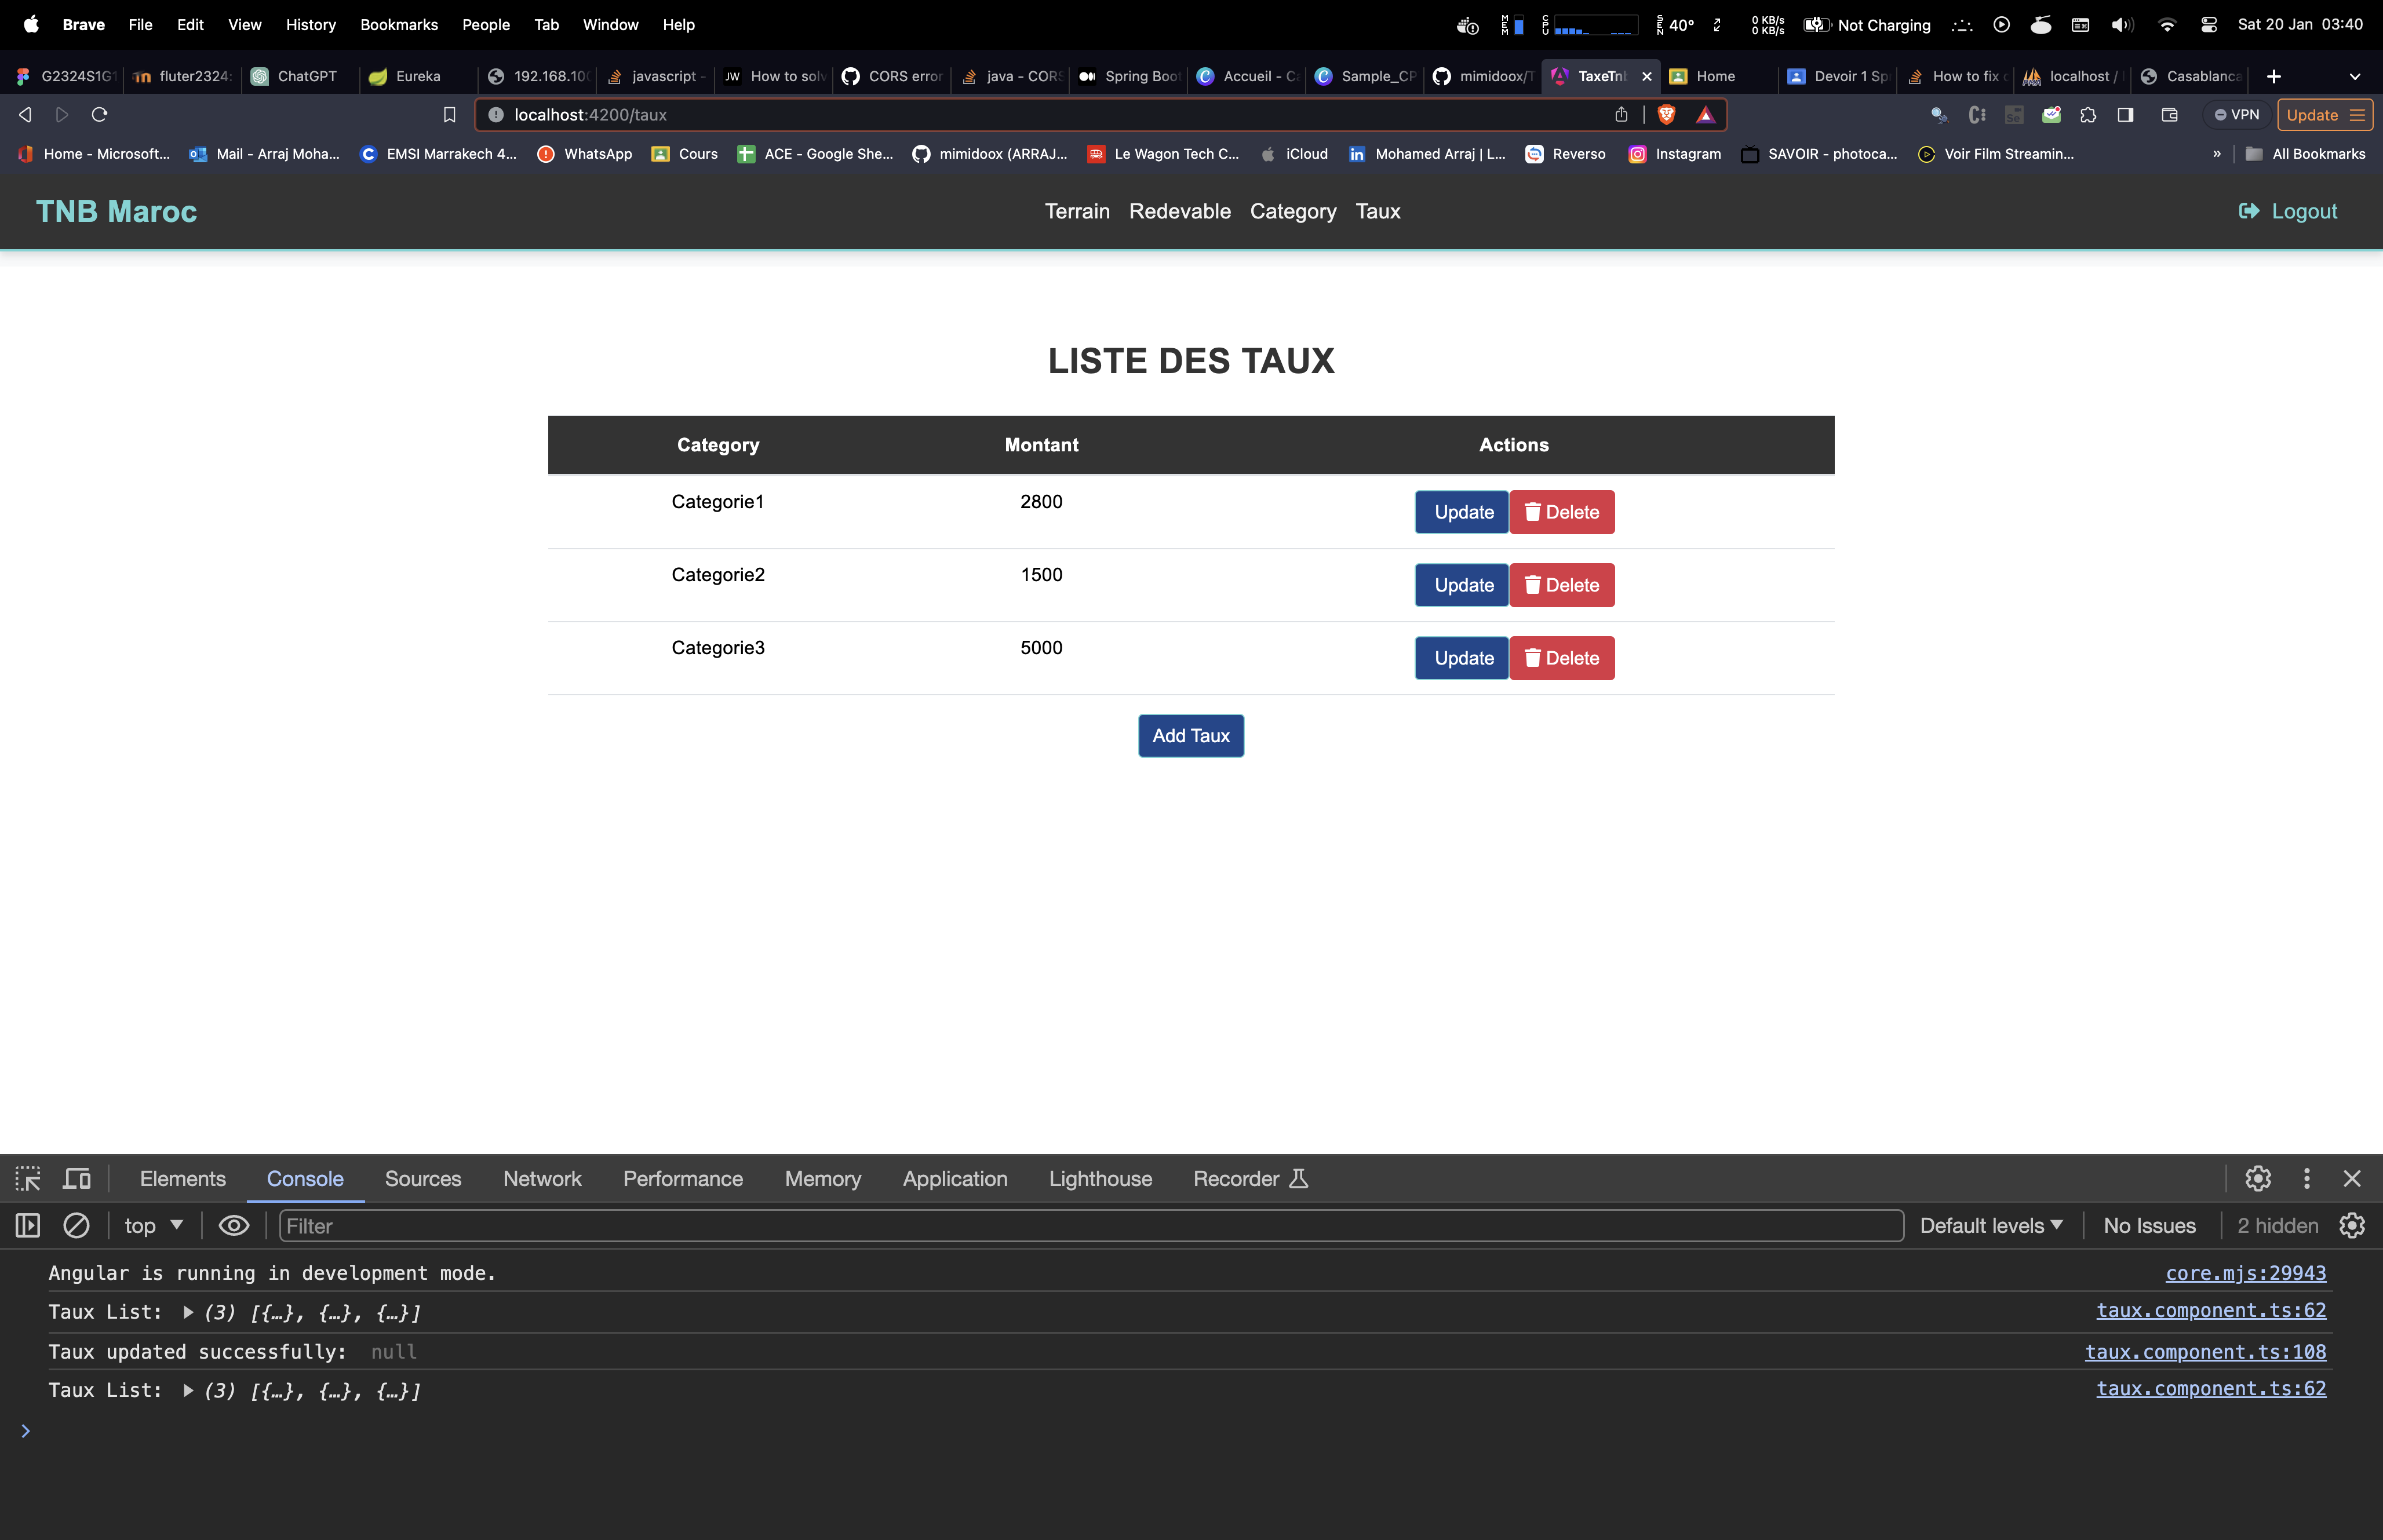 Brave File Edit View History Bookmarks People Tab Window Help MEM CPU SEN 40° 0 KB/s 0 KB/s Not Charging Sat 20 Jan 03:40
G2324S1G1 fluter2324: ChatGPT Eureka 192.168.10 javascript - JW How to solv CORS error java - CORS Spring Boot Accueil - C Sample_CP mimidoox/T TaxeTnb Home Devoir 1 Sp How to fix localhost / Casablanca
localhost:4200/taux VPN Update
Home - Microsoft... Mail - Arraj Moha... EMSI Marrakech 4... WhatsApp Cours ACE - Google She... mimidoox (ARRAJ... Le Wagon Tech C... iCloud Mohamed Arraj | L... Reverso Instagram SAVOIR - photoca... Voir Film Streamin... » All Bookmarks
TNB Maroc Terrain Redevable Category Taux Logout
LISTE DES TAUX
Category Montant Actions
Categorie1 2800 Update Delete
Categorie2 1500 Update Delete
Categorie3 5000 Update Delete
Add Taux
Elements Console Sources Network Performance Memory Application Lighthouse Recorder
top Filter Default levels No Issues 2 hidden
Angular is running in development mode. core.mjs:29943
Taux List: (3) [{…}, {…}, {…}] taux.component.ts:62
Taux updated successfully: null taux.component.ts:108
Taux List: (3) [{…}, {…}, {…}] taux.component.ts:62